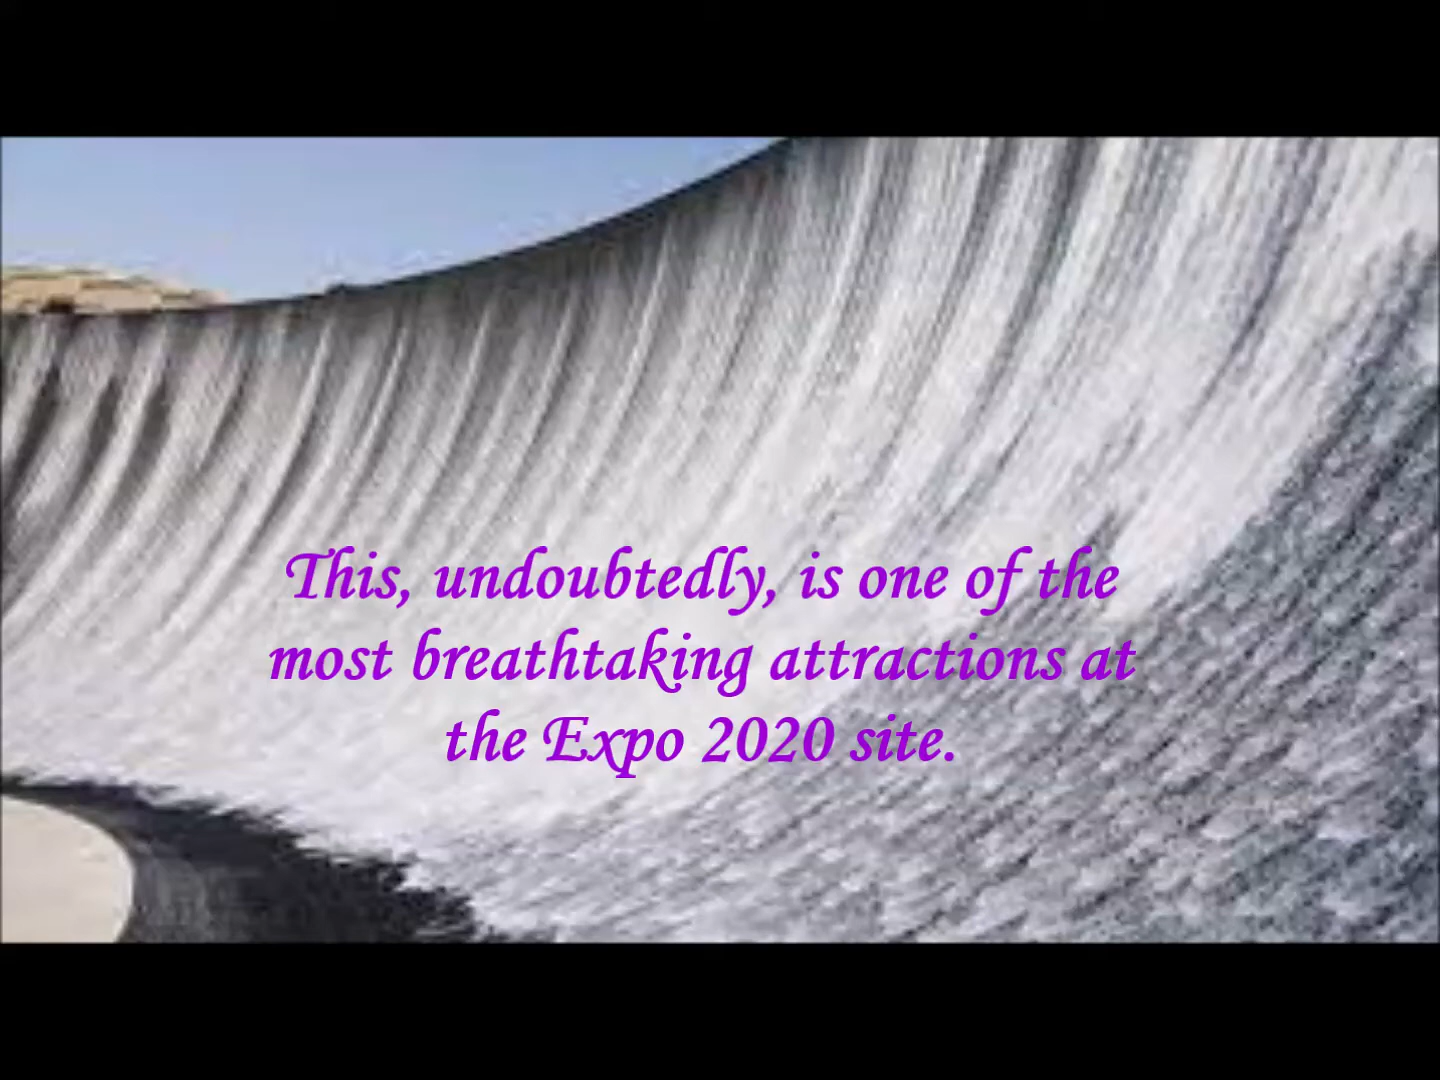 This, undoubtedly, is one of the
most breathtaking attractions at
the Expo 2020 site.